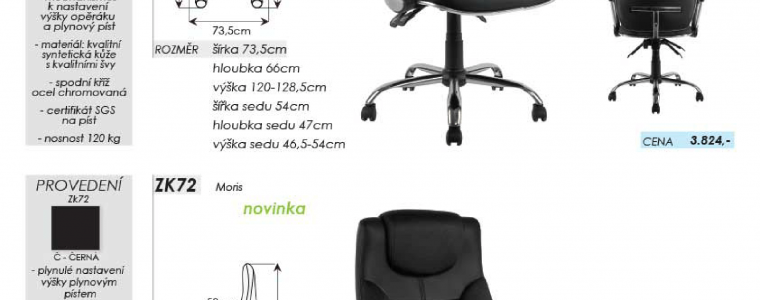 k nastavení
výšky opěráku
a plynový píst
- materiál: kvalitní
syntetická kůže
s kvalitními švy
- spodní kříž
ocel chromovaná
- certifikát SGS
na píst
- nosnost 120 kg
73,5cm
ROZMĚR šírka 73,5cm
hloubka 66cm
výška 120-128,5cm
šířka sedu 54cm
hloubka sedu 47cm
výška sedu 46,5-54cm
CENA 3.824,-
PROVEDENÍ
Zk72
Č - ČERNÁ
- plynulé nastavení
výšky plynovým
pístem
ZK72 Moris
novinka